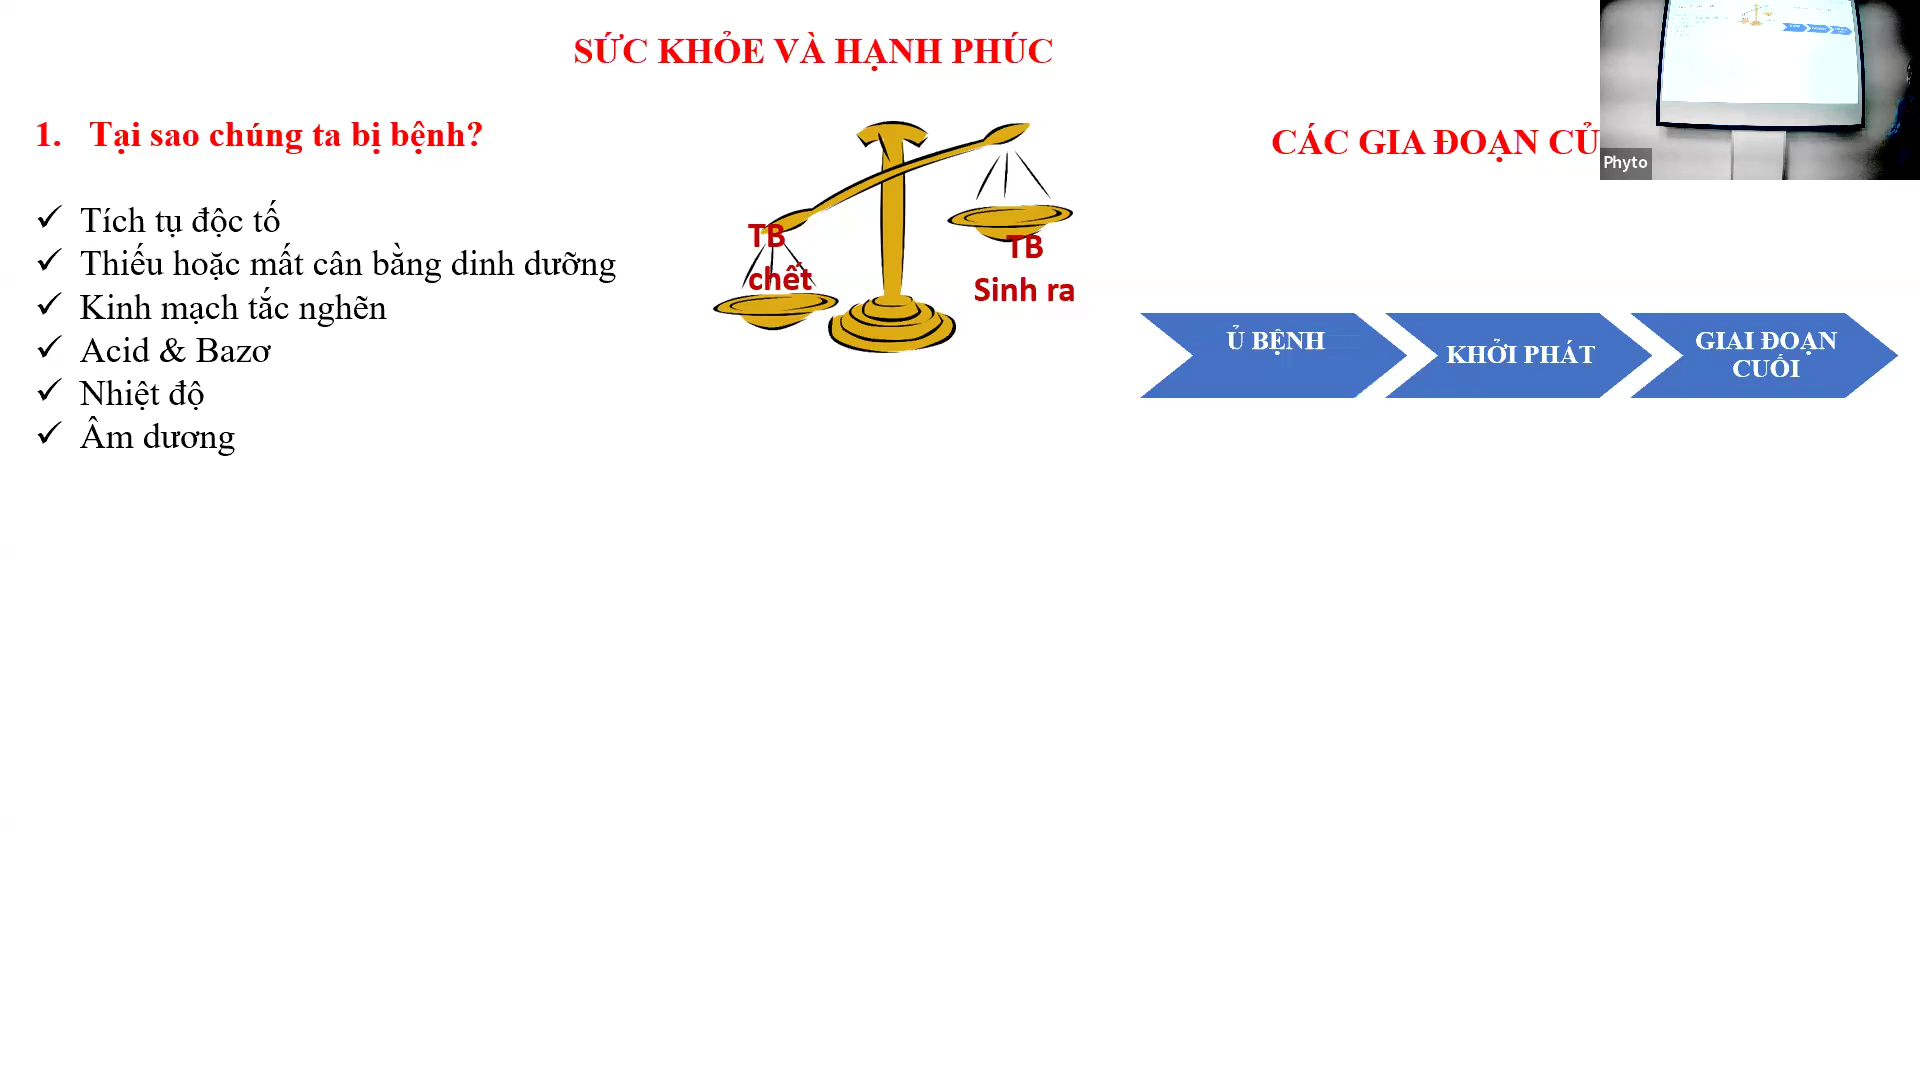 SỨC KHỎE VÀ HẠNH PHÚC
1. Tại sao chúng ta bị bệnh?
Tích tụ độc tố
Thiếu hoặc mất cân bằng dinh dưỡng
Kinh mạch tắc nghẽn
Acid & Bazơ
Nhiệt độ
Âm dương
TB
chết
TB
Sinh ra
CÁC GIA ĐOẠN CỦ
Ủ BỆNH
KHỞI PHÁT
GIAI ĐOẠN
CUỐI
Phyto